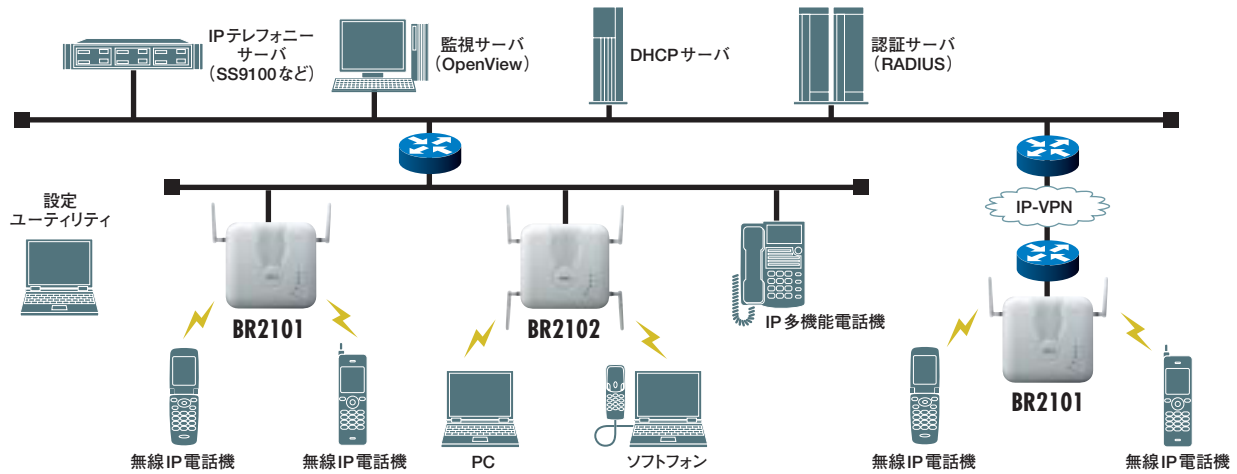 IPテレフォニー
サーバ
(SS9100など)
監視サーバ
(OpenView)
DHCPサーバ
認証サーバ
(RADIUS)
設定
ユーティリティ
IP-VPN
BR2101
BR2102
IP多機能電話機
BR2101
無線IP電話機
無線IP電話機
PC
ソフトフォン
無線IP電話機
無線IP電話機